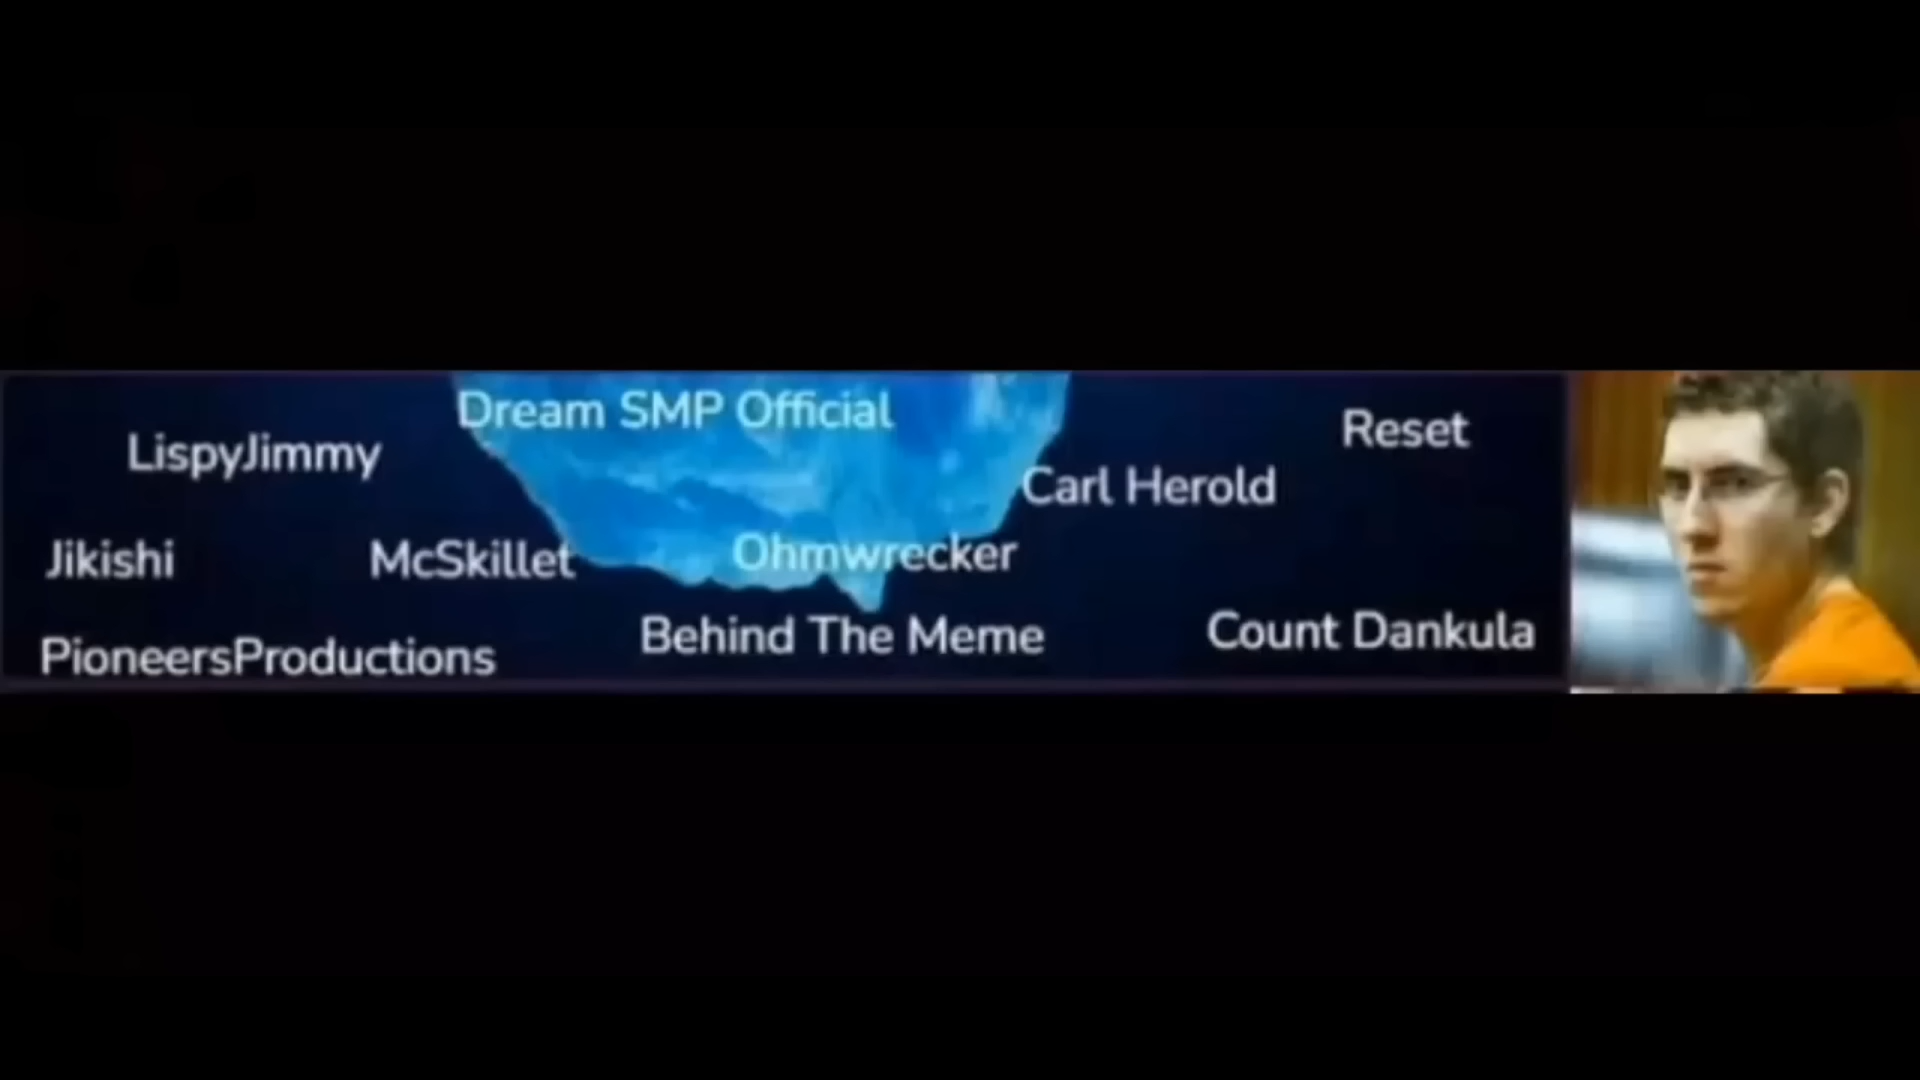 Dream SMP Official
Reset
LispyJimmy
Carl Herold
Jikishi
McSkillet
Ohmwrecker
Behind The Meme
Count Dankula
PioneersProductions